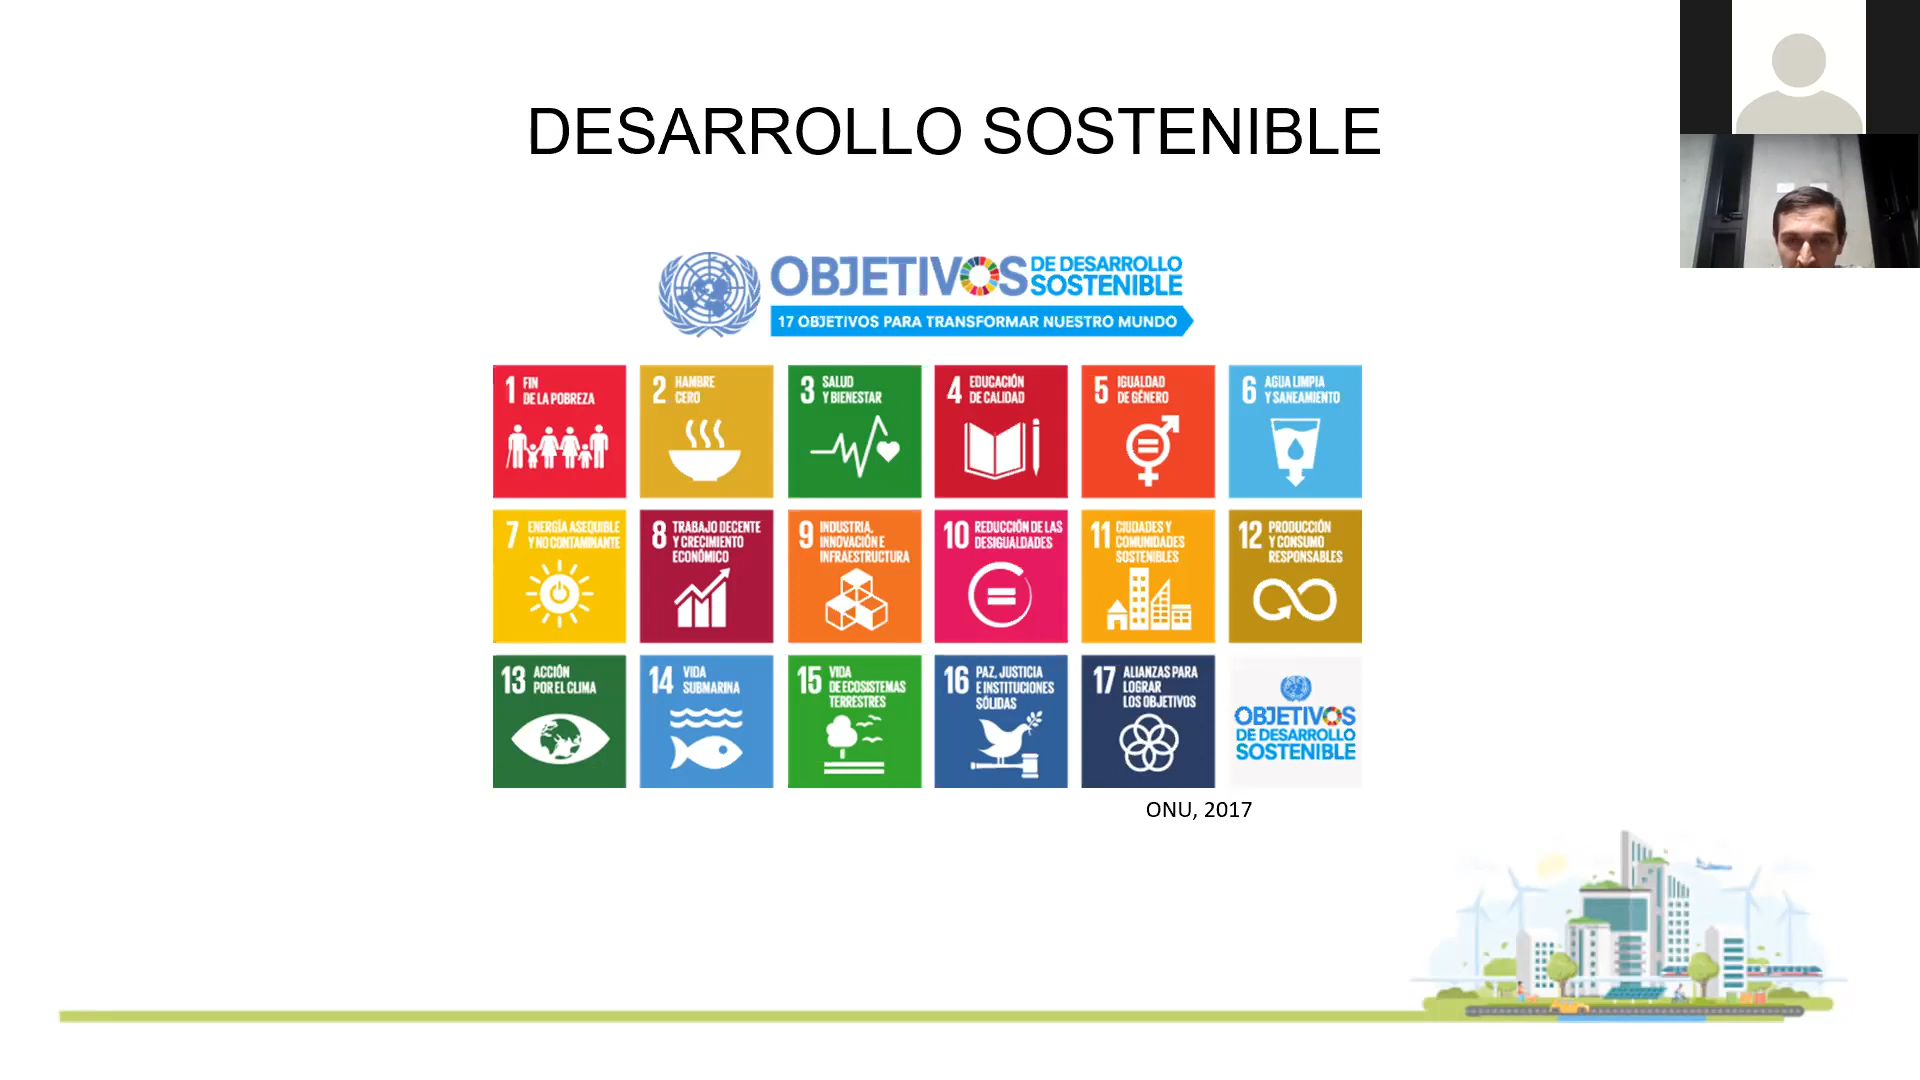 DESARROLLO SOSTENIBLE
OBJETIVOS DE DESARROLLO
SOSTENIBLE
17 OBJETIVOS PARA TRANSFORMAR NUESTRO MUNDO
1 FIN
DE LA POBREZA
2 HAMBRE
CERO
3 SALUD
Y BIENESTAR
4 EDUCACIÓN
DE CALIDAD
5 IGUALDAD
DE GÉNERO
6 AGUA LIMPIA
Y SANEAMIENTO
7 ENERGÍA ASEQUIBLE
Y NO CONTAMINANTE
8 TRABAJO DECENTE
Y CRECIMIENTO
ECONÓMICO
9 INDUSTRIA,
INNOVACIÓN E
INFRAESTRUCTURA
10 REDUCCIÓN DE LAS
DESIGUALDADES
11 CIUDADES Y
COMUNIDADES
SOSTENIBLES
12 PRODUCCIÓN
Y CONSUMO
RESPONSABLES
13 ACCIÓN
POR EL CLIMA
14 VIDA
SUBMARINA
15 VIDA
DE ECOSISTEMAS
TERRESTRES
16 PAZ, JUSTICIA
E INSTITUCIONES
SÓLIDAS
17 ALIANZAS PARA
LOGRAR
LOS OBJETIVOS
OBJETIVOS
DE DESARROLLO
SOSTENIBLE
ONU, 2017